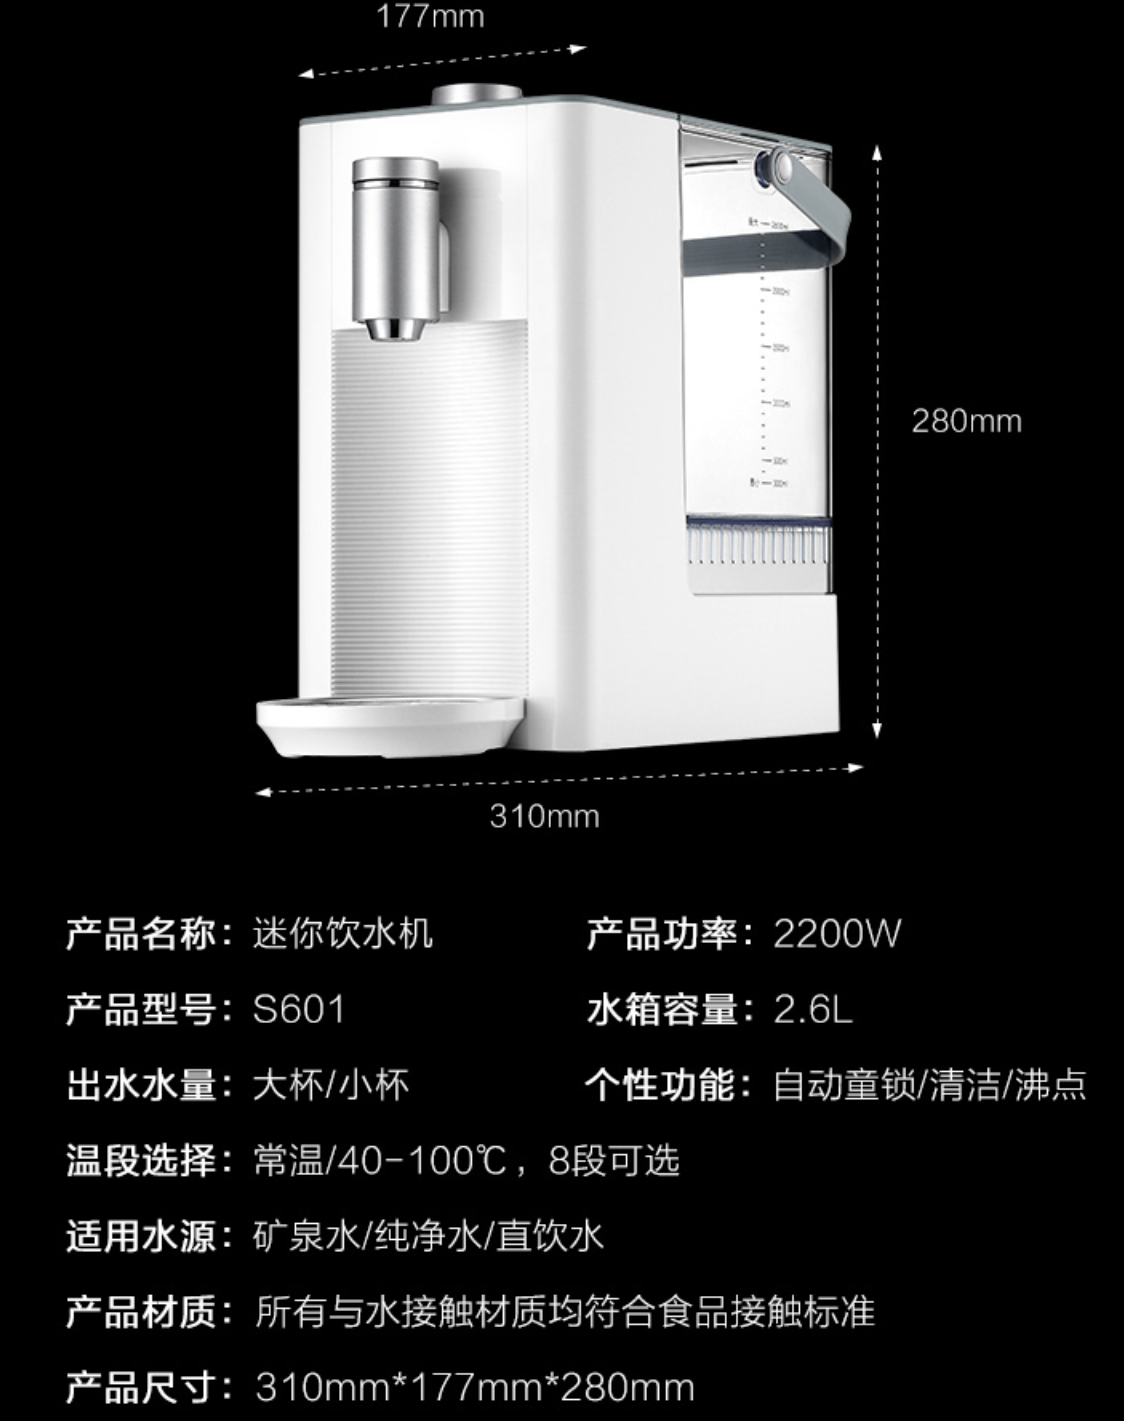 177mm
280mm
310mm
产品名称：迷你饮水机
产品功率：2200W
产品型号：S601
水箱容量：2.6L
出水水量：大杯/小杯
个性功能：自动童锁/清洁/沸点
温段选择：常温/40-100℃，8段可选
适用水源：矿泉水/纯净水/直饮水
产品材质：所有与水接触材质均符合食品接触标准
产品尺寸：310mm*177mm*280mm